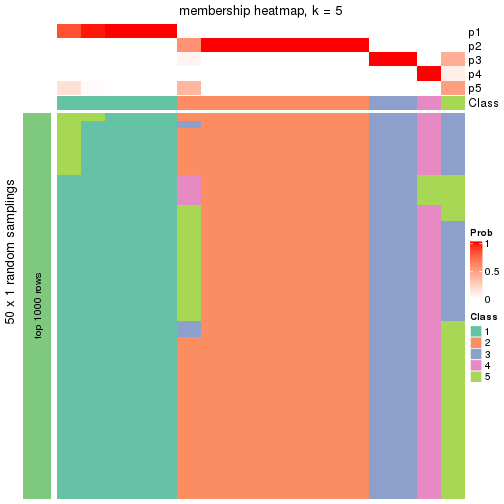 membership heatmap, k = 5
p1
p2
p3
p4
p5
Class
50 x 1 random samplings
top 1000 rows
Prob
1
0.5
0
Class
1
2
3
4
5